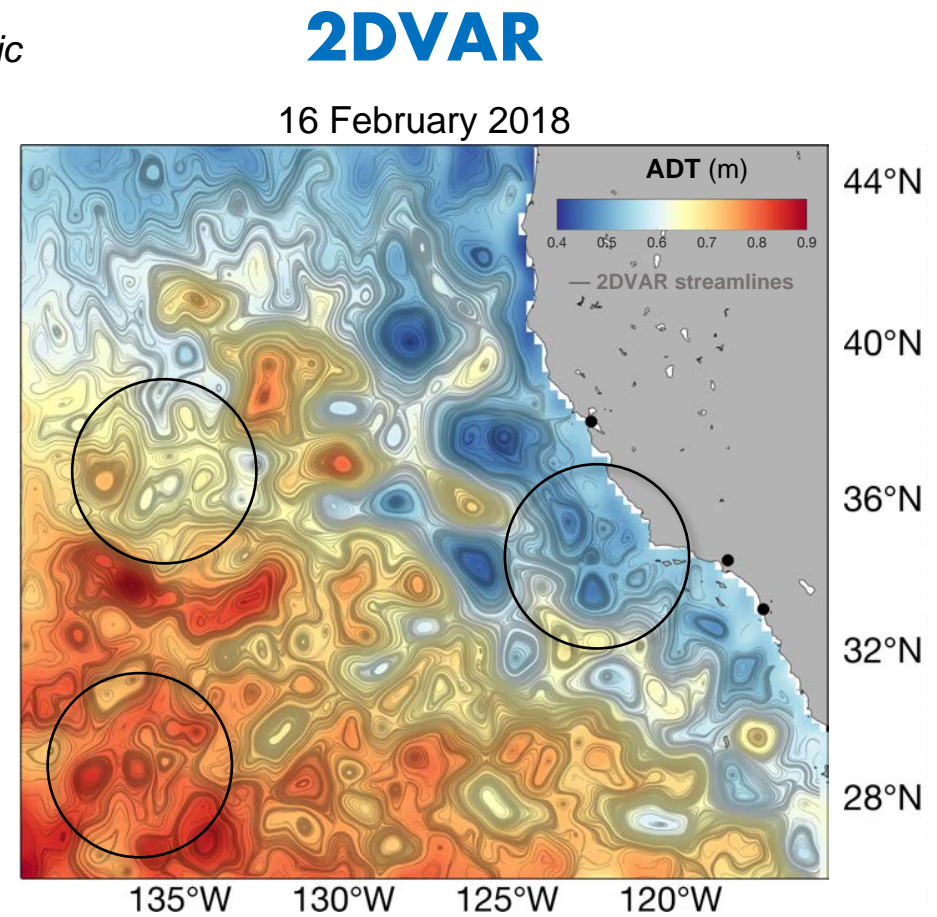 ic
2DVAR
16 February 2018
ADT (m)
0.4 0.5 0.6 0.7 0.8 0.9
— 2DVAR streamlines
44°N
40°N
36°N
32°N
28°N
135°W 130°W 125°W 120°W